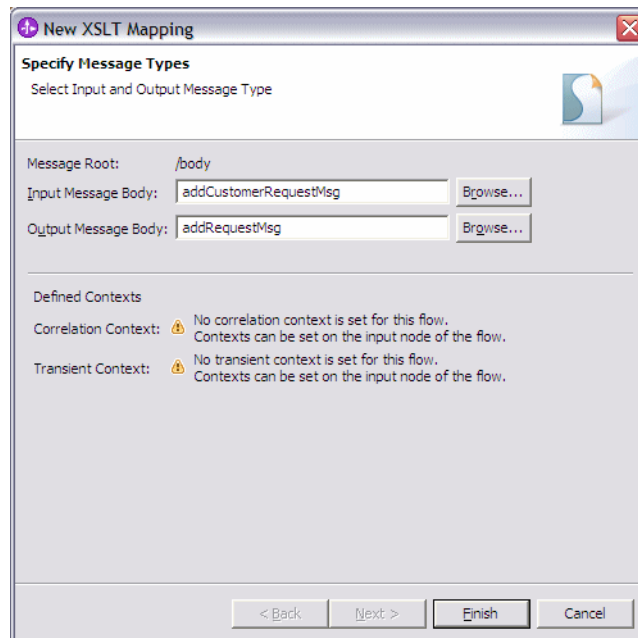 New XSLT Mapping
Specify Message Types
Select Input and Output Message Type
Message Root: /body
Input Message Body: addCustomerRequestMsg Browse...
Output Message Body: addRequestMsg Browse...
Defined Contexts
Correlation Context: No correlation context is set for this flow.
Contexts can be set on the input node of the flow.
Transient Context: No transient context is set for this flow.
Contexts can be set on the input node of the flow.
< Back Next > Finish Cancel